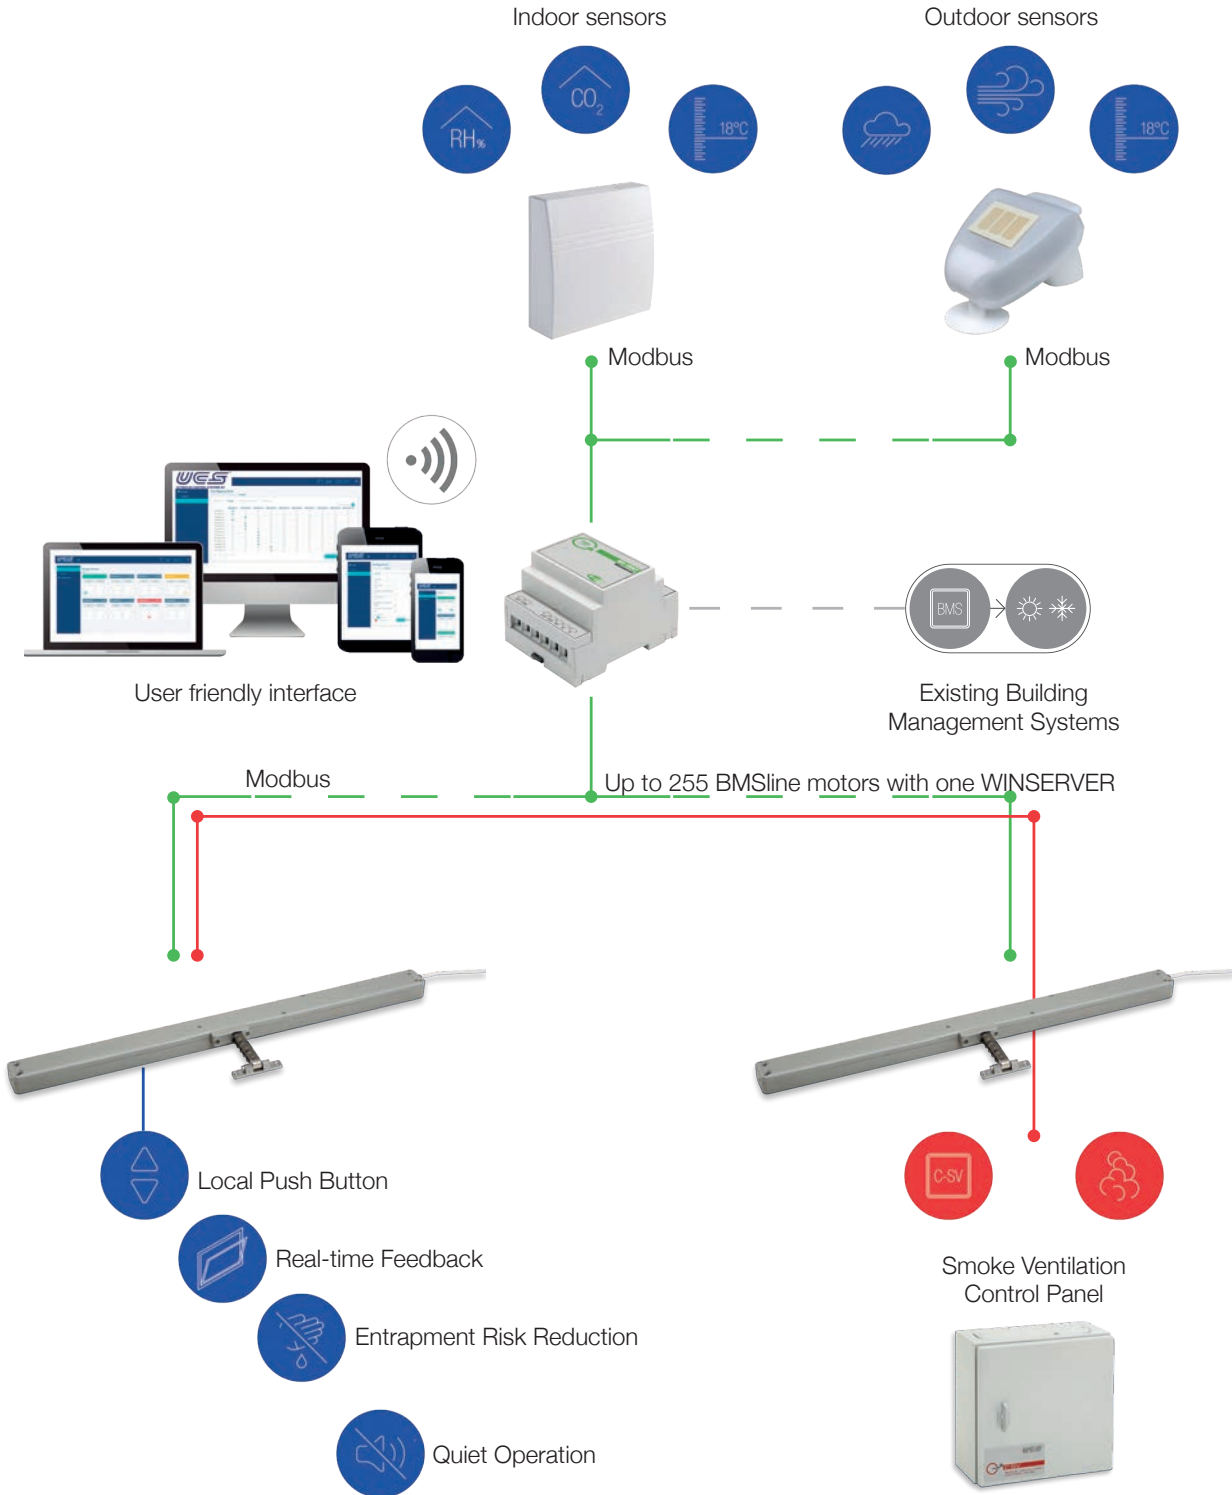 Indoor sensors
Outdoor sensors
RH%
CO2
18°C
18°C
Modbus
Modbus
UCS
BMS
User friendly interface
Existing Building
Management Systems
Modbus
Up to 255 BMSline motors with one WINSERVER
Local Push Button
C-SV
Real-time Feedback
Smoke Ventilation
Control Panel
Entrapment Risk Reduction
Quiet Operation